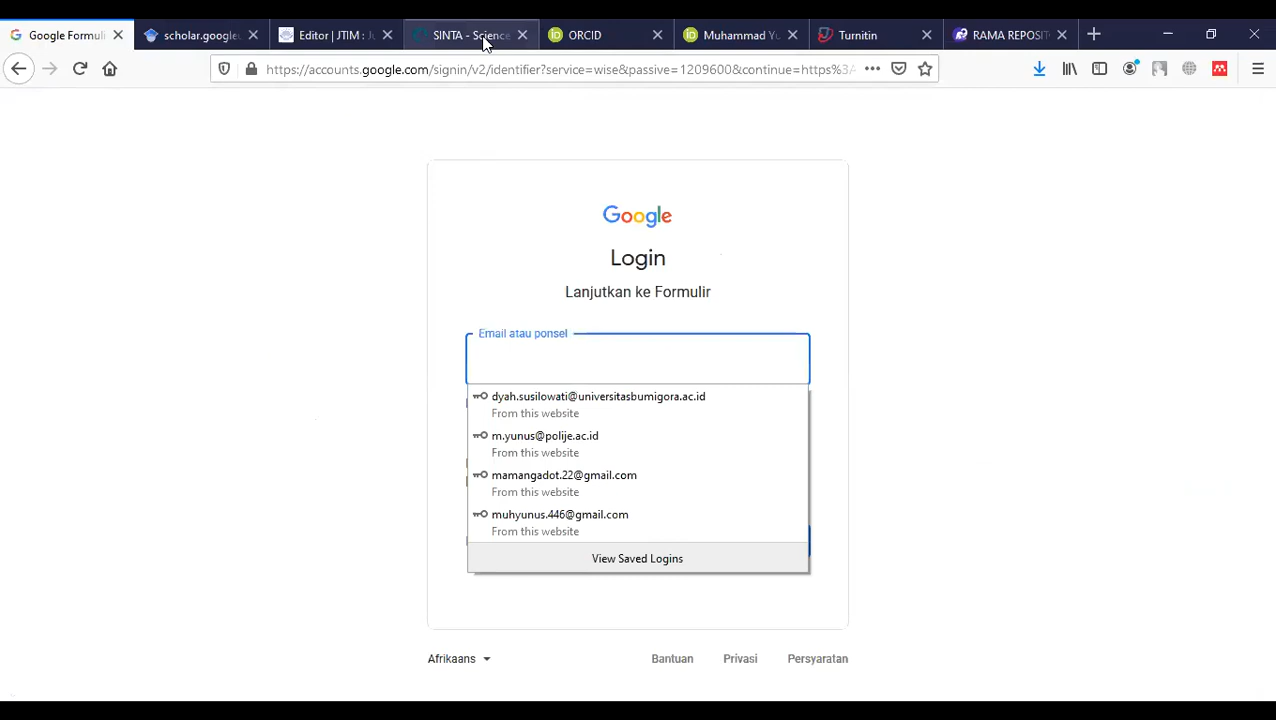 Google Formuli
scholar.google
Editor | JTIM : Ju
SINTA - Science
ORCID
Muhammad Yu
Turnitin
RAMA REPOSIT
https://accounts.google.com/signin/v2/identifier?service=wise&passive=1209600&continue=https%3A
Google
Login
Lanjutkan ke Formulir
Email atau ponsel
dyah.susilowati@universitasbumigora.ac.id
From this website
m.yunus@polije.ac.id
From this website
mamangadot.22@gmail.com
From this website
muhyunus.446@gmail.com
From this website
View Saved Logins
Afrikaans
Bantuan
Privasi
Persyaratan